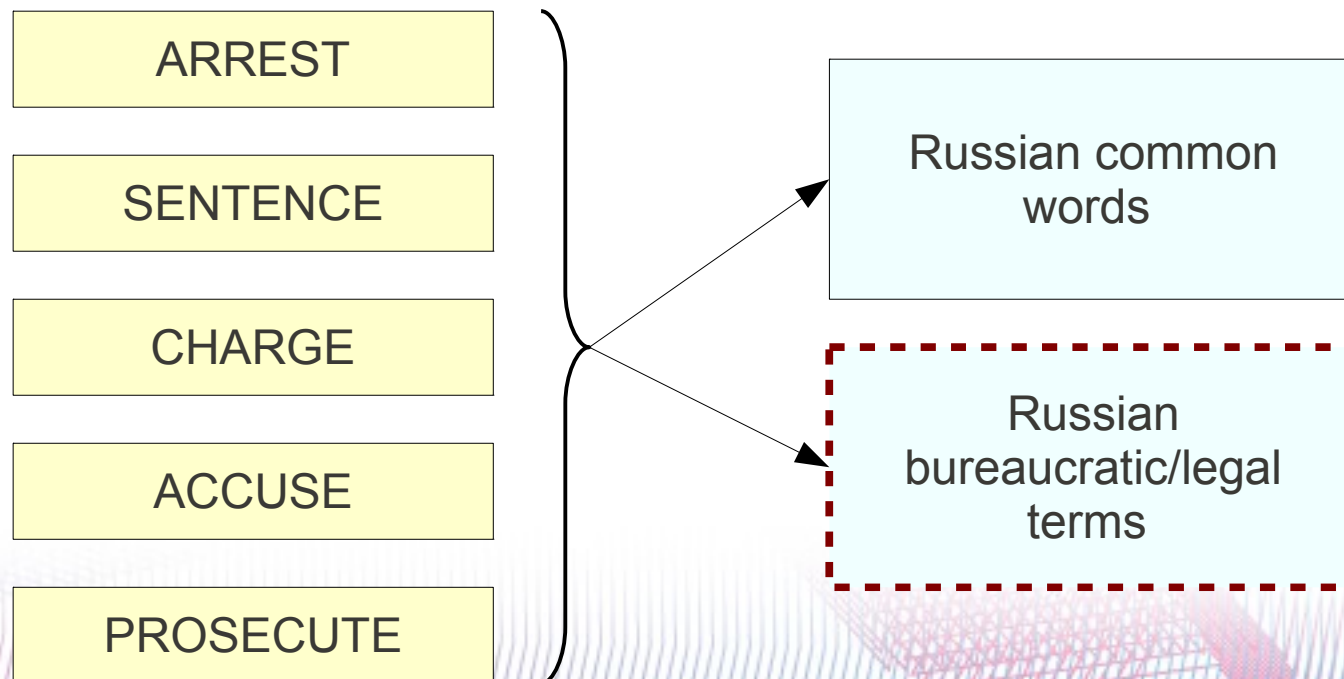 ARREST
SENTENCE
CHARGE
ACCUSE
PROSECUTE
Russian common
words
Russian
bureaucratic/legal
terms